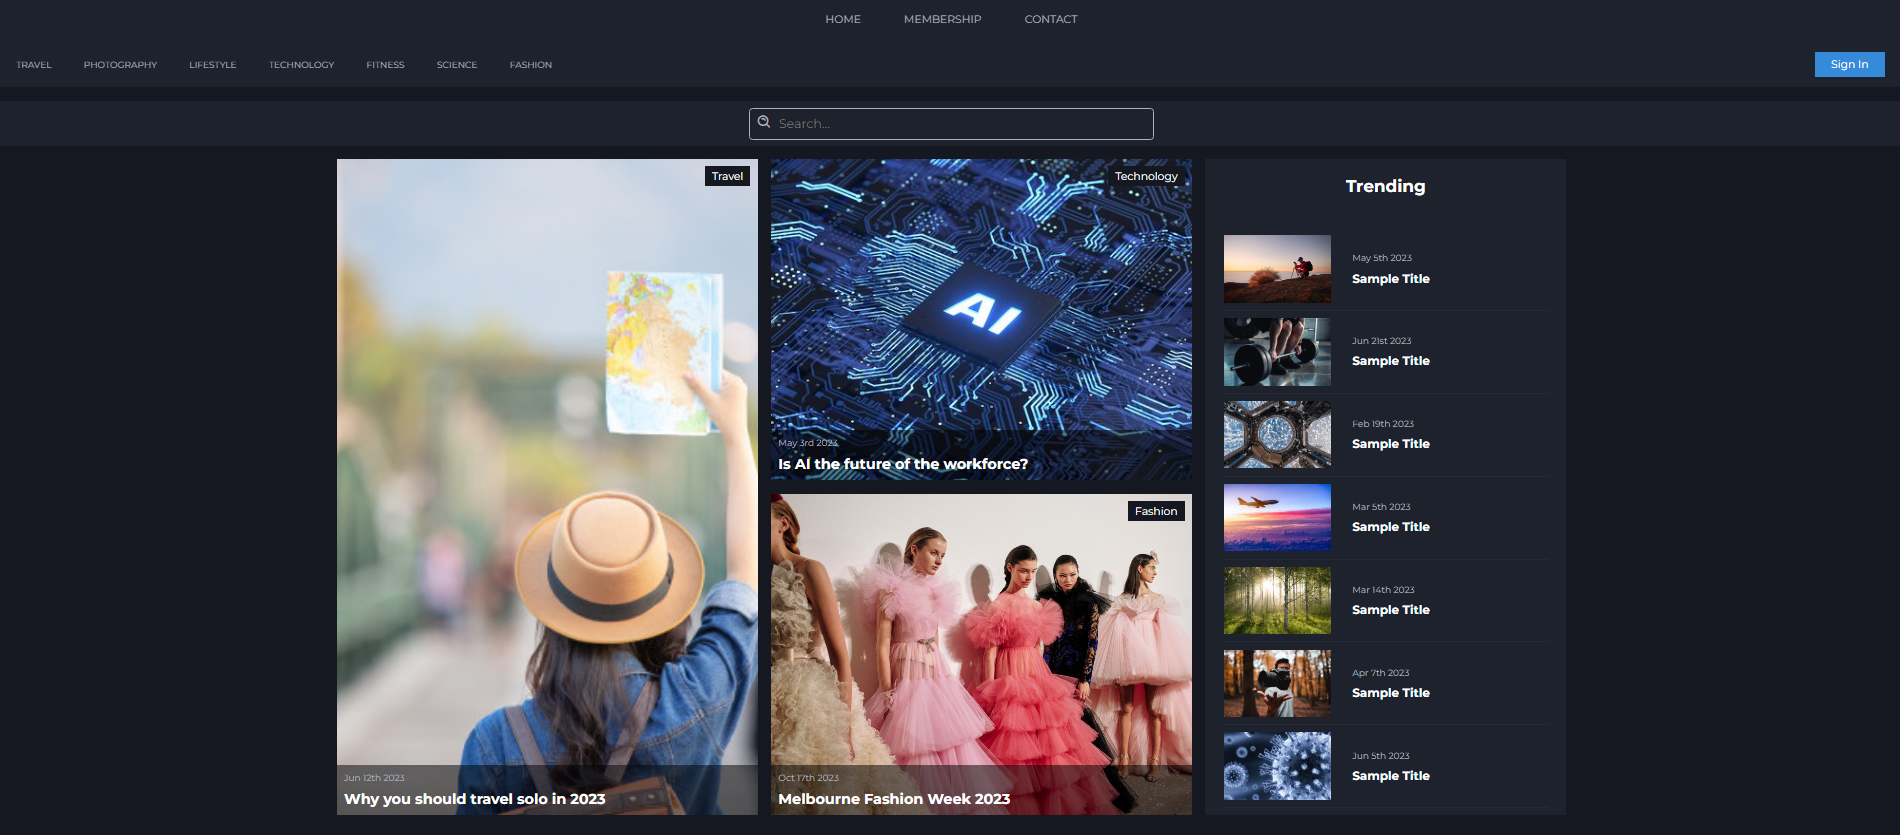 HOME MEMBERSHIP CONTACT
TRAVEL PHOTOGRAPHY LIFESTYLE TECHNOLOGY FITNESS SCIENCE FASHION Sign In
Search...
Travel
Jun 12th 2023
Why you should travel solo in 2023
Technology
AI
May 3rd 2023
Is AI the future of the workforce?
Fashion
Oct 17th 2023
Melbourne Fashion Week 2023
Trending
May 5th 2023
Sample Title
Jun 21st 2023
Sample Title
Feb 19th 2023
Sample Title
Mar 5th 2023
Sample Title
Mar 14th 2023
Sample Title
Apr 7th 2023
Sample Title
Jun 5th 2023
Sample Title